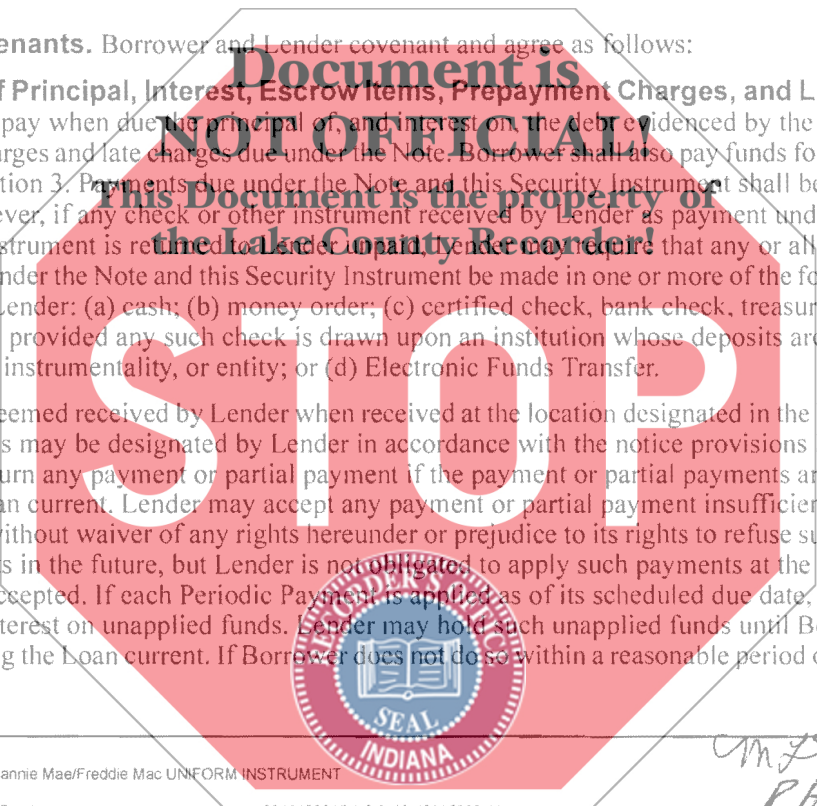 enants. Borrower and Lender covenant and agree as follows:
Document is
f Principal, Interest, Escrow Items, Prepayment Charges, and L
pay when due the principal of, and interest on, the debt evidenced by the
NOT OFFICIAL!
arges and late charges due under the Note. Borrower shall also pay funds fo
tion 3. Payments due under the Note and this Security Instrument shall be
This Document is the property of
ever, if any check or other instrument received by Lender as payment und
strument is returned to Lender unpaid, Lender may require that any or all
the Lake County Recorder!
nder the Note and this Security Instrument be made in one or more of the fo
Lender: (a) cash; (b) money order; (c) certified check, bank check, treasur
provided any such check is drawn upon an institution whose deposits are
instrumentality, or entity; or (d) Electronic Funds Transfer.
STOP
eemed received by Lender when received at the location designated in the
s may be designated by Lender in accordance with the notice provisions
urn any payment or partial payment if the payment or partial payments ar
an current. Lender may accept any payment or partial payment insufficien
without waiver of any rights hereunder or prejudice to its rights to refuse su
ts in the future, but Lender is not obligated to apply such payments at the
ccepted. If each Periodic Payment is applied as of its scheduled due date,
terest on unapplied funds. Lender may hold such unapplied funds until B
g the Loan current. If Borrower does not do so within a reasonable period o
RECORDER'S OFFICE
SEAL
INDIANA
annie Mae/Freddie Mac UNIFORM INSTRUMENT